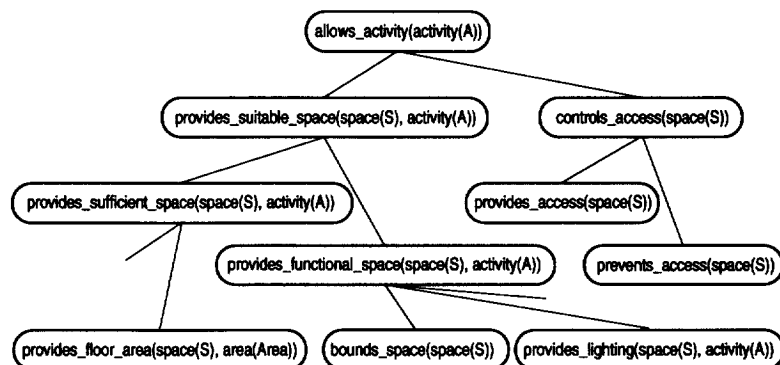 allows_activity(activity(A))
provides_suitable_space(space(S), activity(A))
controls_access(space(S))
provides_sufficient_space(space(S), activity(A))
provides_access(space(S))
provides_functional_space(space(S), activity(A))
prevents_access(space(S))
provides_floor_area(space(S), area(Area))
bounds_space(space(S))
provides_lighting(space(S), activity(A))